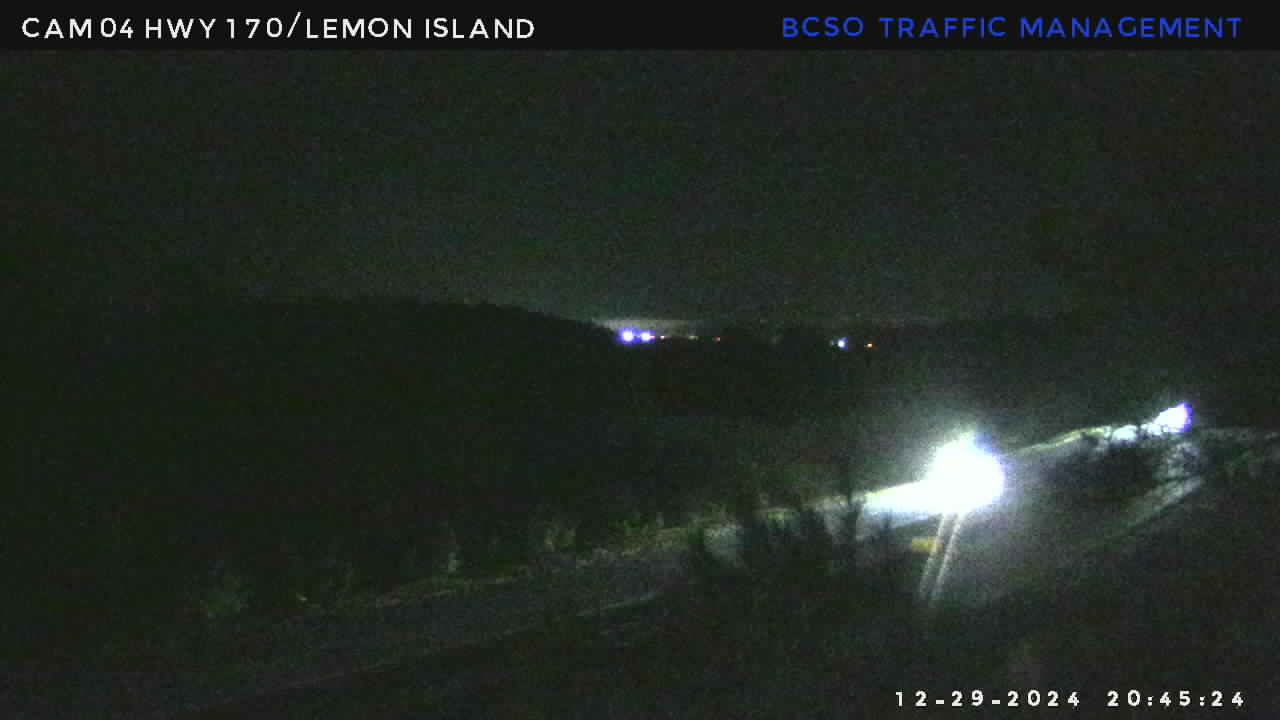 CAM04 HWY 170/LEMON ISLAND
BCSO TRAFFIC MANAGEMENT
12-29-2024 20:45:24